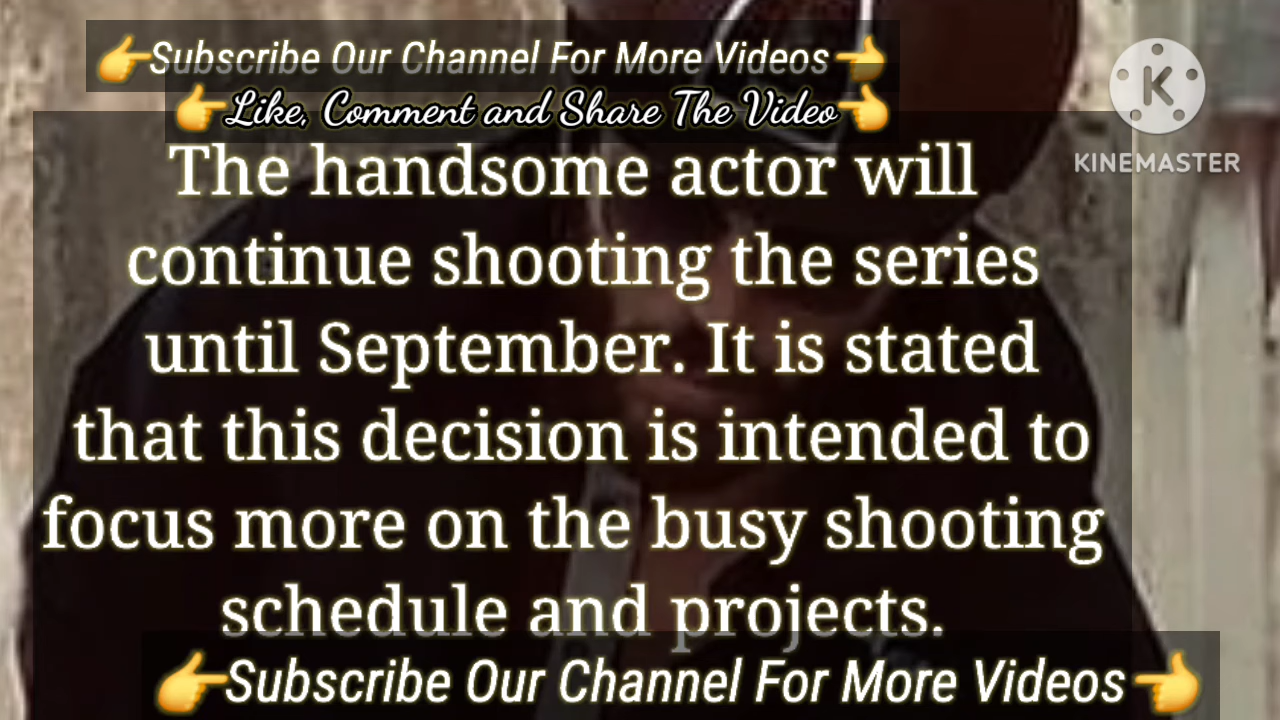 👉Subscribe Our Channel For More Videos👈
👉Like, Comment and Share The Video👈
K
KINEMASTER
The handsome actor will
continue shooting the series
until September. It is stated
that this decision is intended to
focus more on the busy shooting
schedule and projects.
👉Subscribe Our Channel For More Videos👈